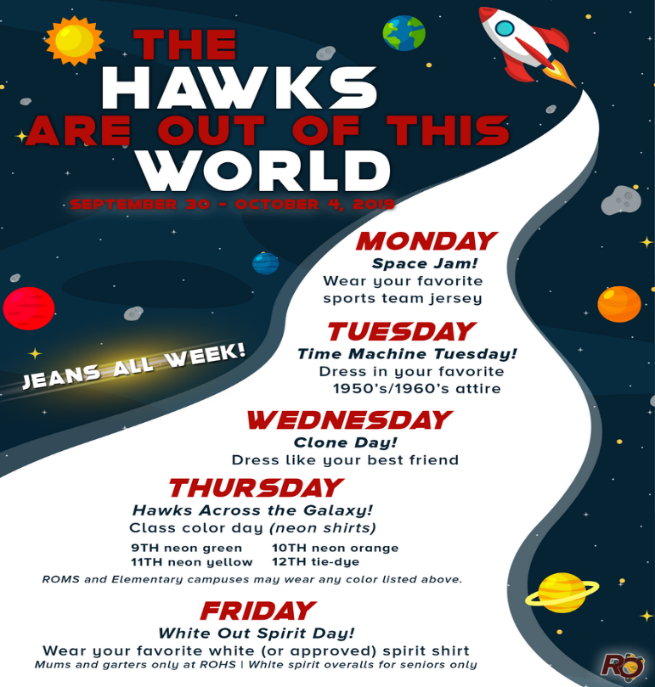 THE
HAWKS
ARE OUT OF THIS
WORLD
SEPTEMBER 30 - OCTOBER 4, 2019
MONDAY
Space Jam!
Wear your favorite
sports team jersey
TUESDAY
Time Machine Tuesday!
Dress in your favorite
1950's/1960's attire
JEANS ALL WEEK!
WEDNESDAY
Clone Day!
Dress like your best friend
THURSDAY
Hawks Across the Galaxy!
Class color day (neon shirts)
9TH neon green 10TH neon orange
11TH neon yellow 12TH tie-dye
ROMS and Elementary campuses may wear any color listed above.
FRIDAY
White Out Spirit Day!
Wear your favorite white (or approved) spirit shirt
Mums and garters only at ROHS | White spirit overalls for seniors only
RO